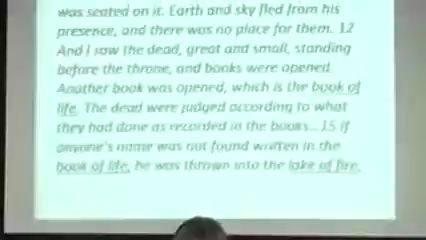 was seated on it. Earth and sky fled from his
presence, and there was no place for them. 12
And I saw the dead, great and small, standing
before the throne, and books were opened.
Another book was opened, which is the book of
life. The dead were judged according to what
they had done as recorded in the books... 15 If
anyone's name was not found written in the
book of life, he was thrown into the lake of fire.